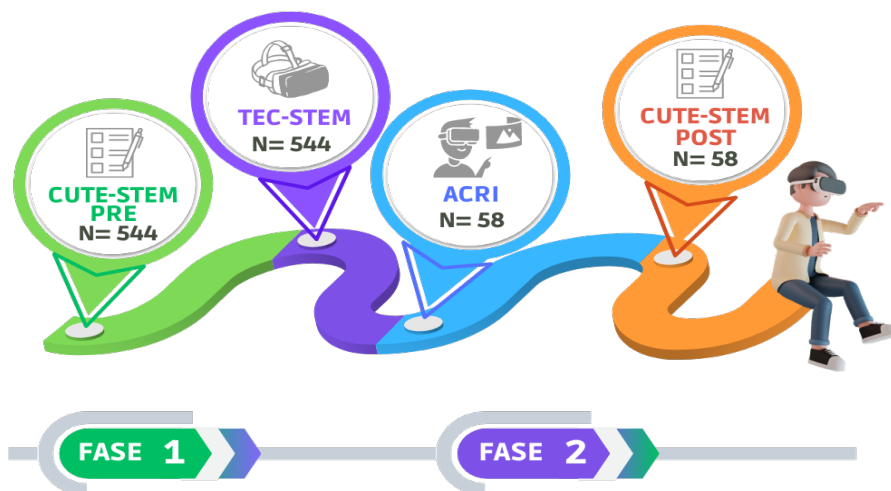 CUTE-STEM
PRE
N= 544
TEC-STEM
N= 544
ACRI
N= 58
CUTE-STEM
POST
N= 58
FASE 1
FASE 2